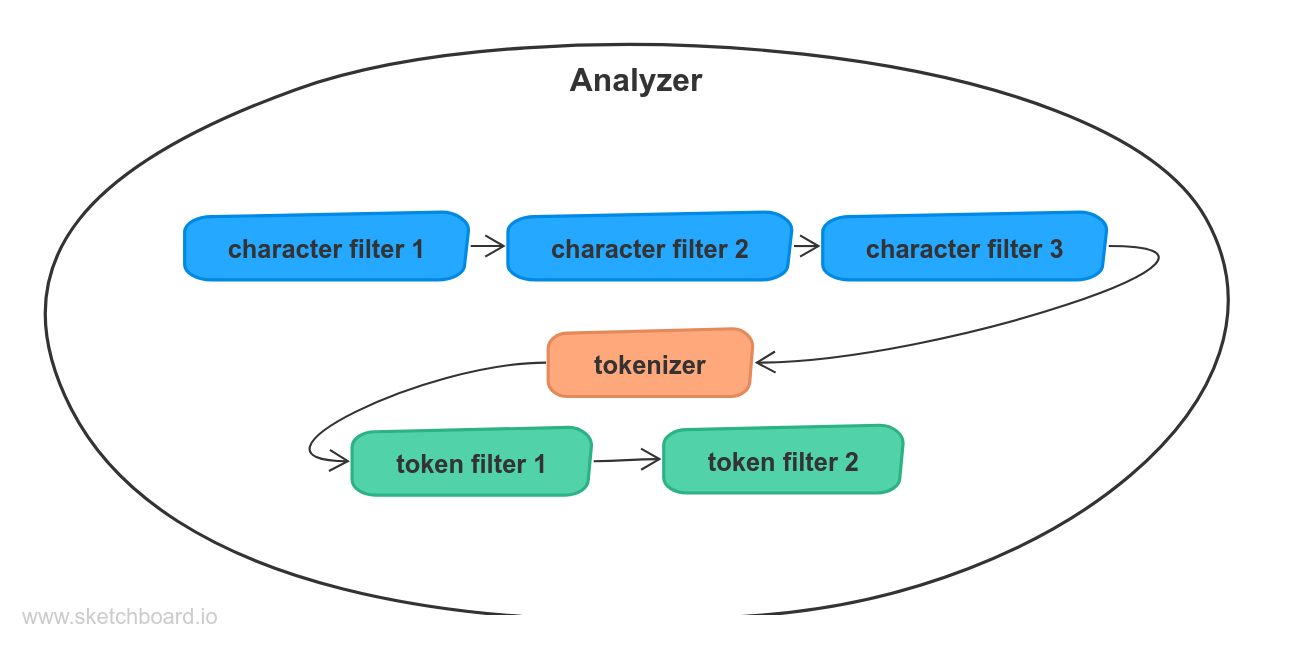 Analyzer
character filter 1
character filter 2
character filter 3
tokenizer
token filter 1
token filter 2
www.sketchboard.io